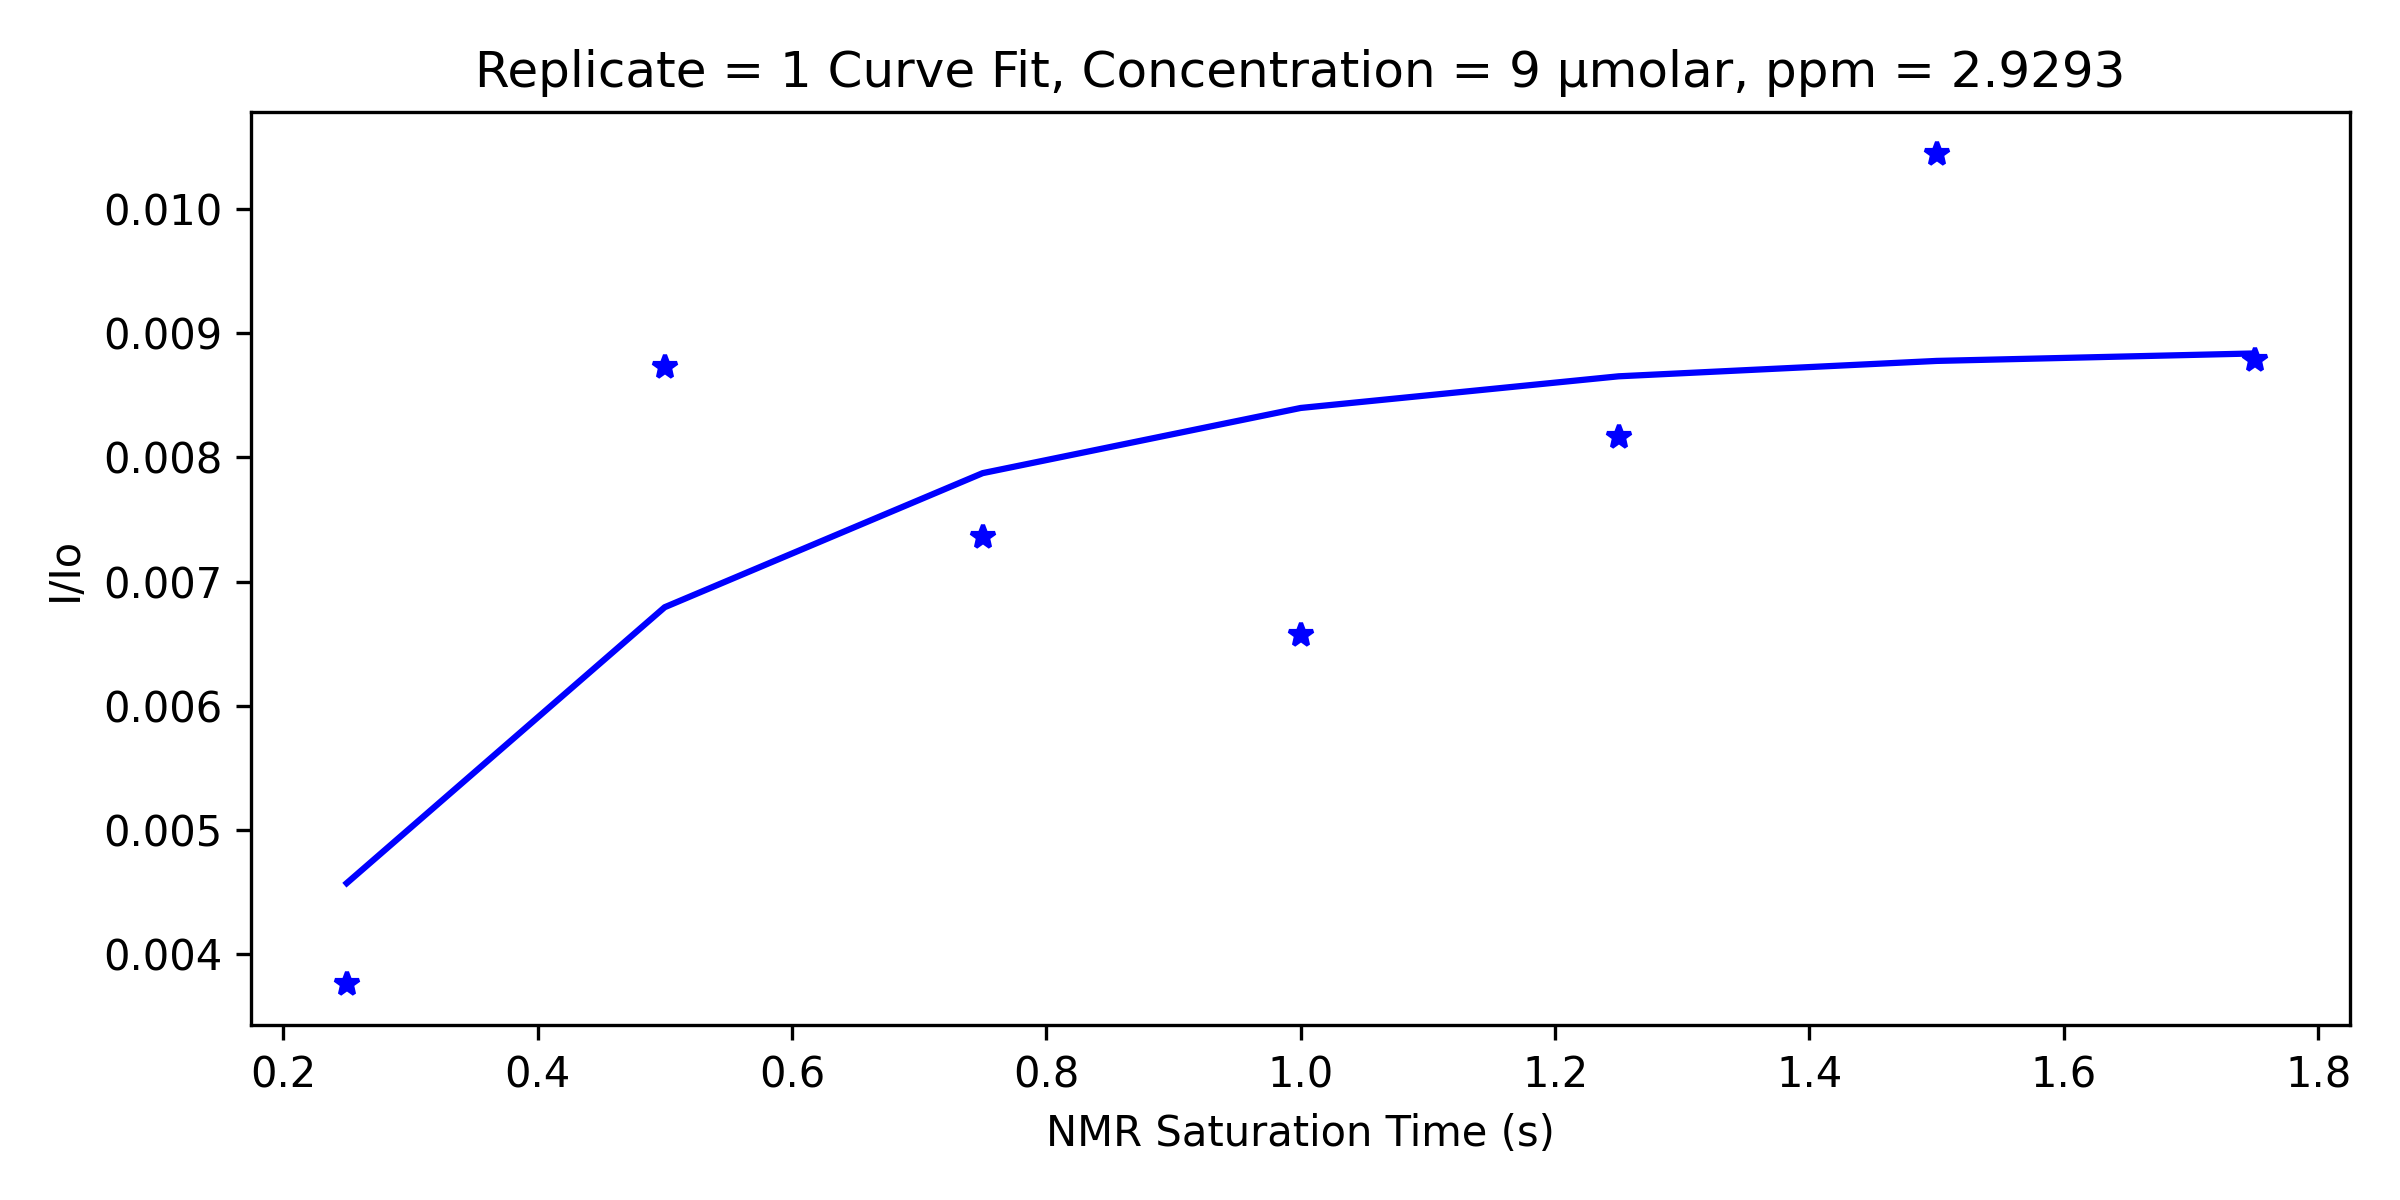 Replicate = 1 Curve Fit, Concentration = 9 μmolar, ppm = 2.9293
0.010
0.009
0.008
0.007
0.006
0.005
0.004
I/Io
0.2 0.4 0.6 0.8 1.0 1.2 1.4 1.6 1.8
NMR Saturation Time (s)